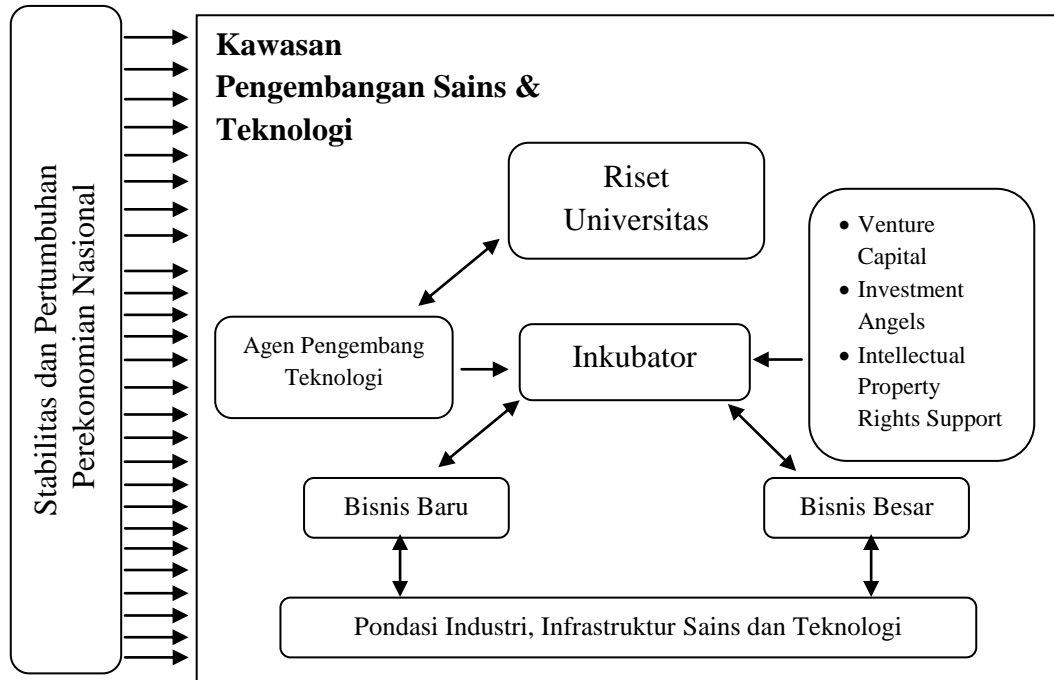 Stabilitas dan Pertumbuhan
Perekonomian Nasional
Kawasan
Pengembangan Sains &
Teknologi
Riset
Universitas
• Venture
Capital
• Investment
Angels
• Intellectual
Property
Rights Support
Agen Pengembang
Teknologi
Inkubator
Bisnis Baru
Bisnis Besar
Pondasi Industri, Infrastruktur Sains dan Teknologi